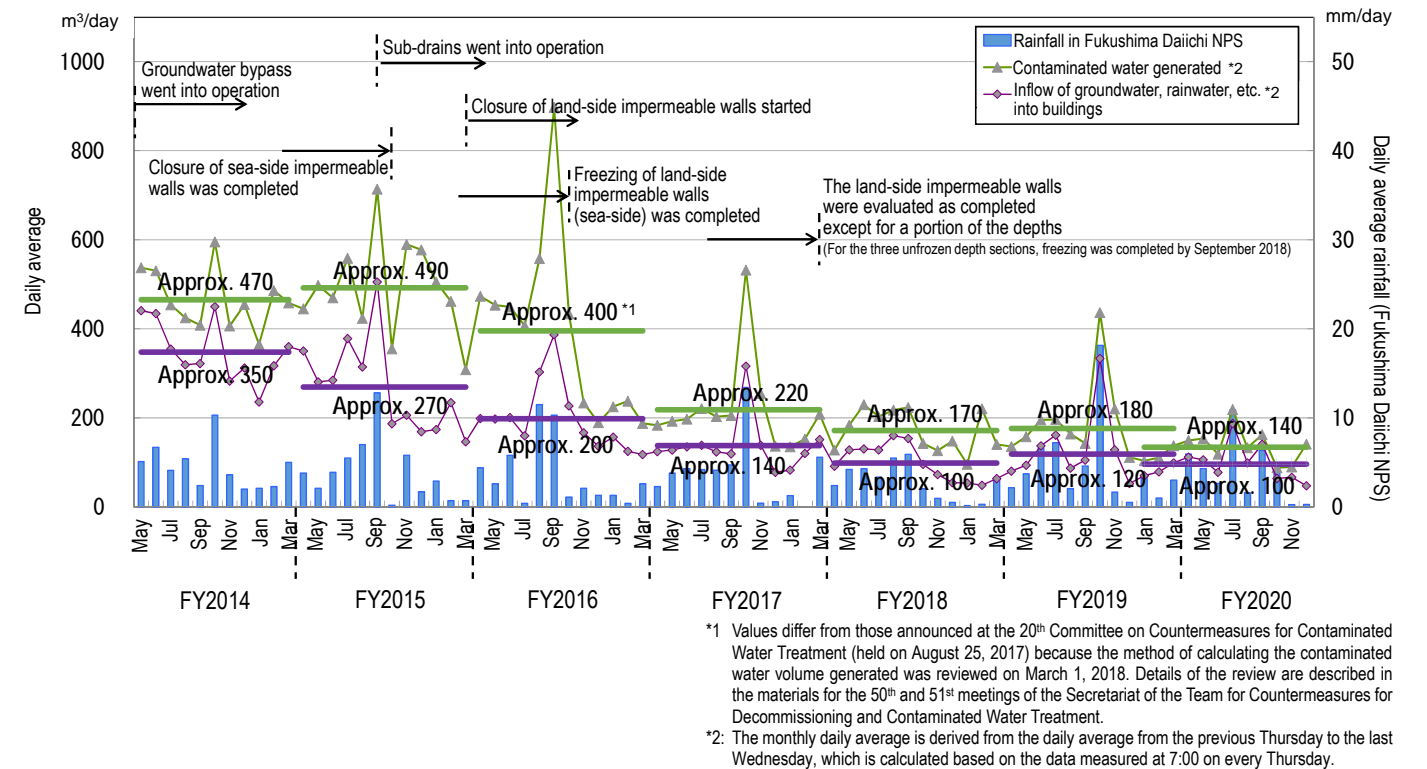 m³/day
mm/day
1000
800
600
400
200
0
50
40
30
20
10
0
Daily average
Daily average rainfall (Fukushima Daiichi NPS)
Rainfall in Fukushima Daiichi NPS
Contaminated water generated *2
Inflow of groundwater, rainwater, etc. *2
into buildings
Groundwater bypass
went into operation
Sub-drains went into operation
Closure of land-side impermeable walls started
Closure of sea-side impermeable
walls was completed
Freezing of land-side
impermeable walls
(sea-side) was completed
The land-side impermeable walls
were evaluated as completed
except for a portion of the depths
(For the three unfrozen depth sections, freezing was completed by September 2018)
Approx. 470
Approx. 490
Approx. 400 *1
Approx. 220
Approx. 170
Approx. 180
Approx. 140
Approx. 350
Approx. 270
Approx. 200
Approx. 140
Approx. 100
Approx. 120
Approx. 100
May Jul Sep Nov Jan Mar May Jul Sep Nov Jan Mar May Jul Sep Nov Jan Mar May Jul Sep Nov Jan Mar May Jul Sep Nov Jan Mar May Jul Sep Nov Jan Mar May Jul Sep Nov
FY2014 FY2015 FY2016 FY2017 FY2018 FY2019 FY2020
*1 Values differ from those announced at the 20th Committee on Countermeasures for Contaminated
Water Treatment (held on August 25, 2017) because the method of calculating the contaminated
water volume generated was reviewed on March 1, 2018. Details of the review are described in
the materials for the 50th and 51st meetings of the Secretariat of the Team for Countermeasures for
Decommissioning and Contaminated Water Treatment.
*2: The monthly daily average is derived from the daily average from the previous Thursday to the last
Wednesday, which is calculated based on the data measured at 7:00 on every Thursday.